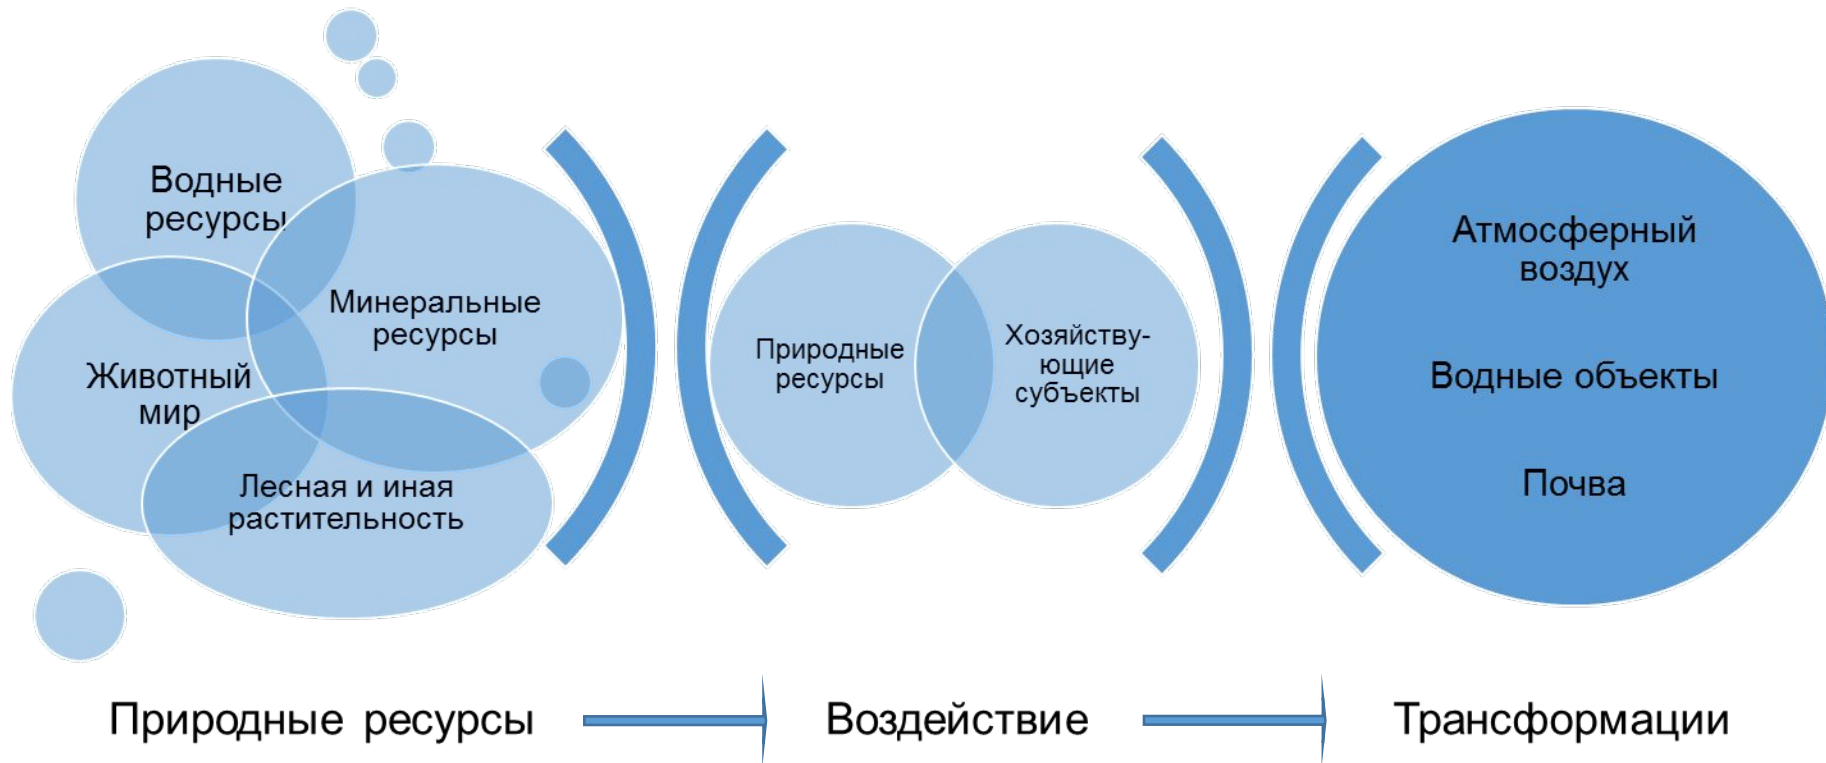 Водные
ресурсы
Минеральные
ресурсы
Животный
мир
Лесная и иная
растительность
Природные
ресурсы
Хозяйству-
ющие
субъекты
Атмосферный
воздух
Водные объекты
Почва
Природные ресурсы
Воздействие
Трансформации